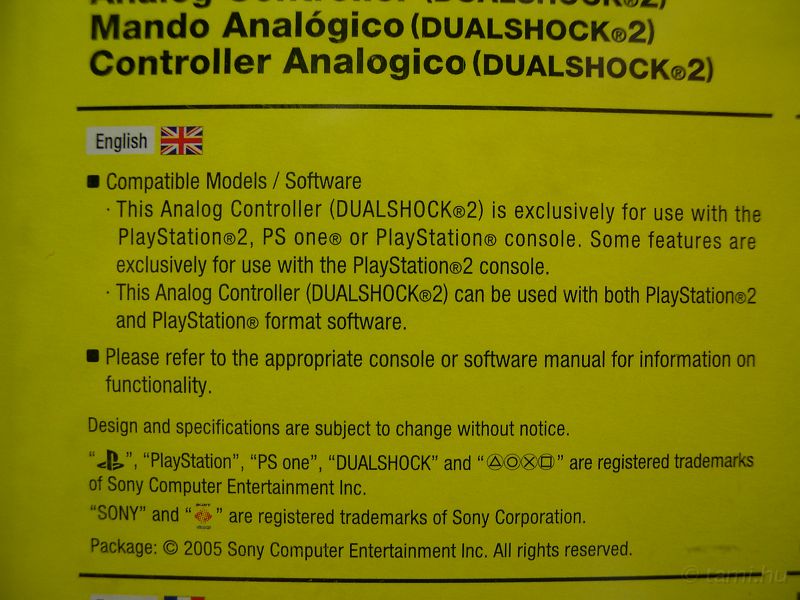 Analog Controller (DUALSHOCK®2)
Mando Analógico (DUALSHOCK®2)
Controller Analogico (DUALSHOCK®2)
English
■ Compatible Models / Software
· This Analog Controller (DUALSHOCK®2) is exclusively for use with the
PlayStation®2, PS one® or PlayStation® console. Some features are
exclusively for use with the PlayStation®2 console.
· This Analog Controller (DUALSHOCK®2) can be used with both PlayStation®2
and PlayStation® format software.
■ Please refer to the appropriate console or software manual for information on
functionality.
Design and specifications are subject to change without notice.
“ ”, “PlayStation”, “PS one”, “DUALSHOCK” and “△○✕□” are registered trademarks
of Sony Computer Entertainment Inc.
“SONY” and “ ” are registered trademarks of Sony Corporation.
Package: © 2005 Sony Computer Entertainment Inc. All rights reserved.
© tami.hu